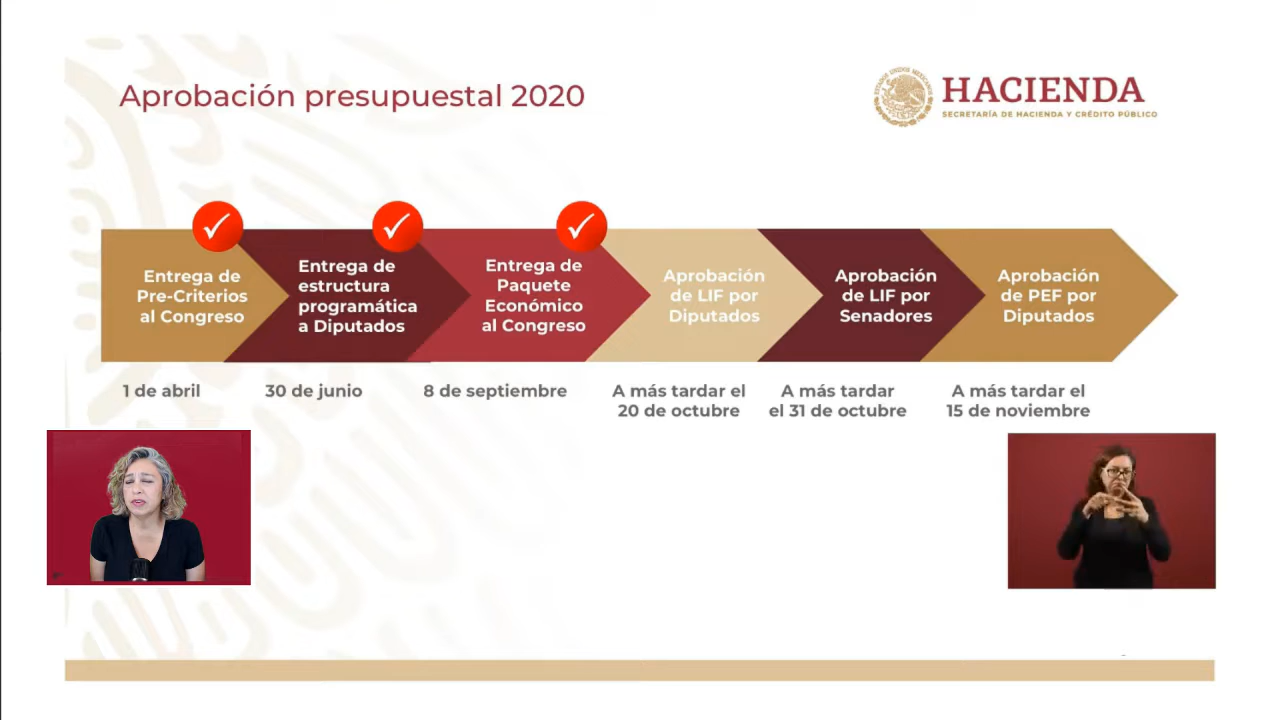 Aprobación presupuestal 2020
HACIENDA
SECRETARÍA DE HACIENDA Y CRÉDITO PÚBLICO
Entrega de
Pre-Criterios
al Congreso
Entrega de
estructura
programática
a Diputados
Entrega de
Paquete
Económico
al Congreso
Aprobación
de LIF por
Diputados
Aprobación
de LIF por
Senadores
Aprobación
de PEF por
Diputados
1 de abril
30 de junio
8 de septiembre
A más tardar el
20 de octubre
A más tardar
el 31 de octubre
A más tardar el
15 de noviembre